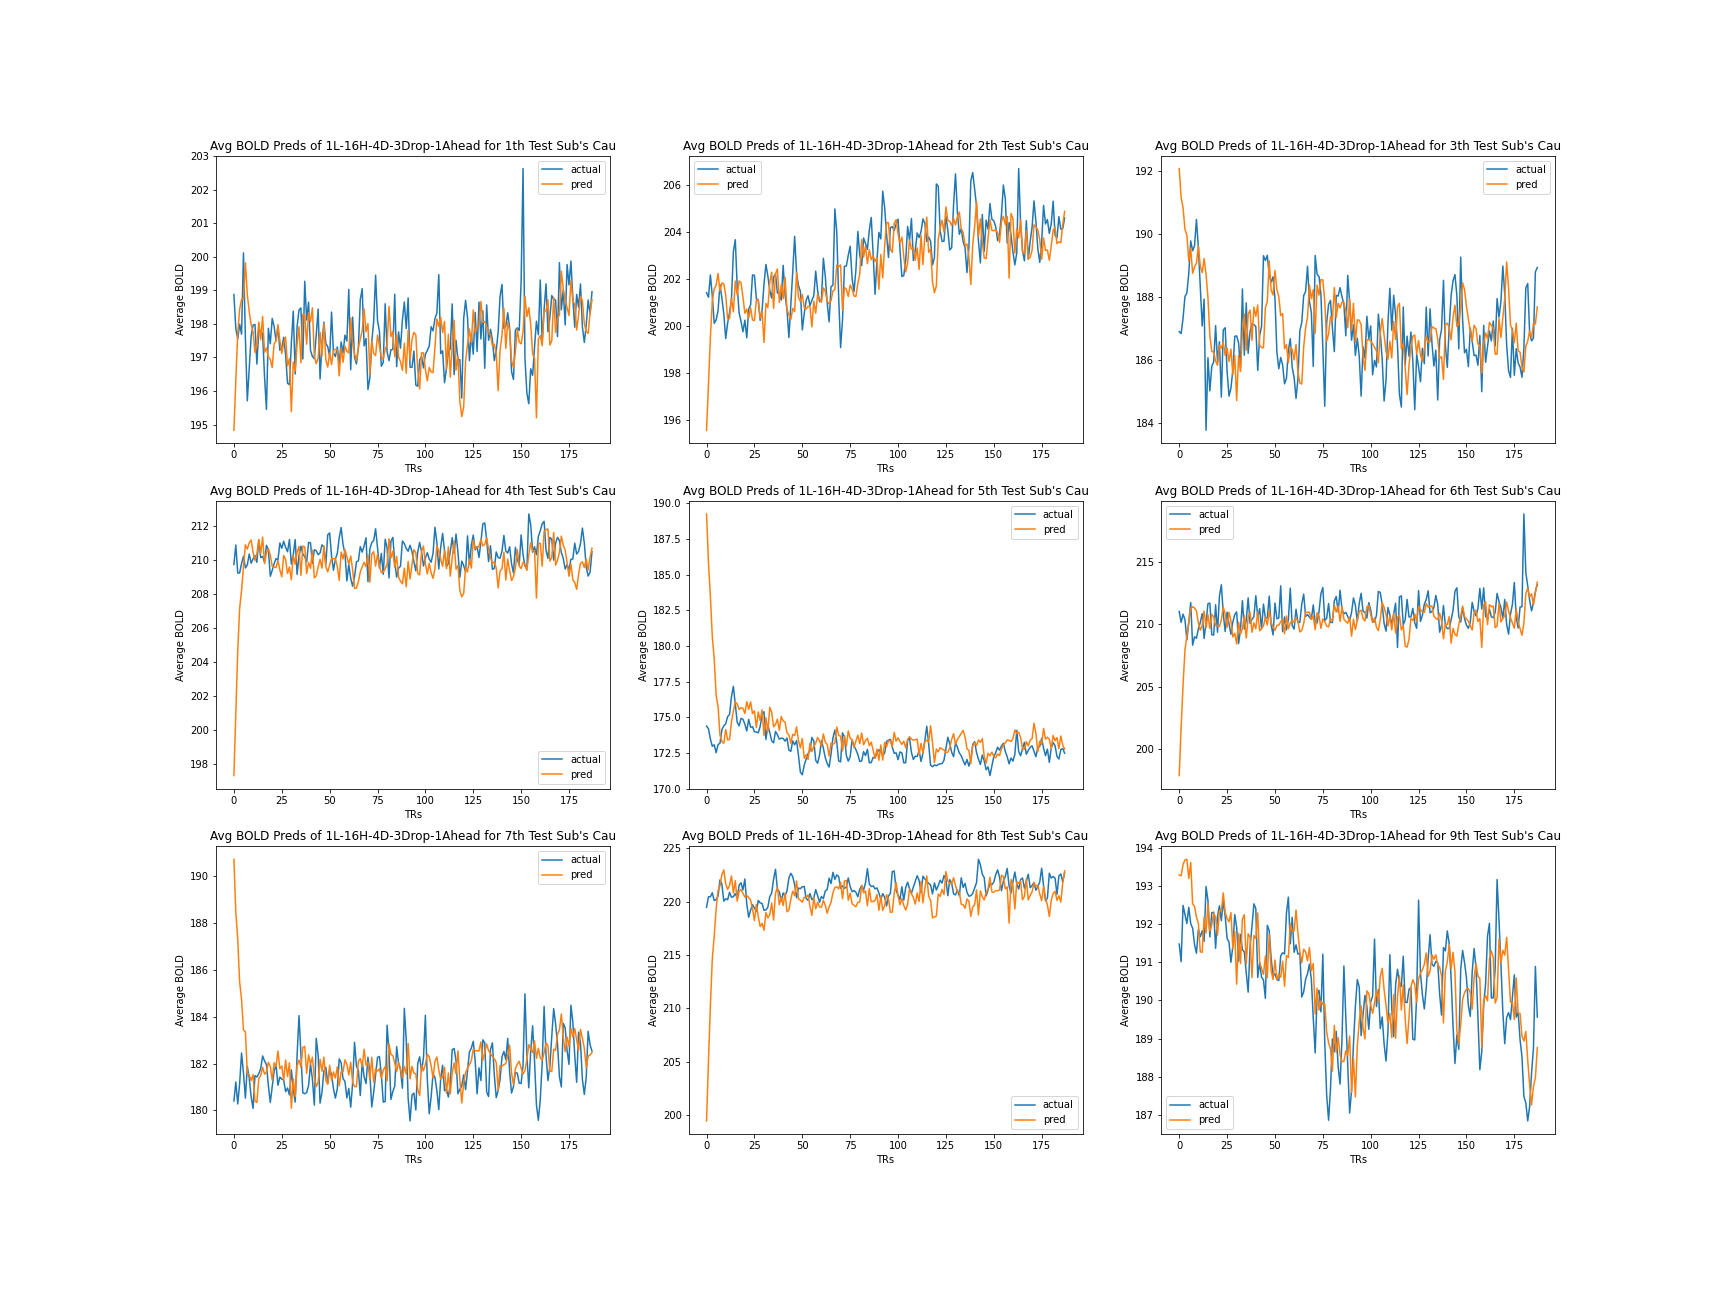 Avg BOLD Preds of 1L-16H-4D-3Drop-1Ahead for 1th Test Sub's Cau
203
202
201
200
199
198
197
196
195
Average BOLD
0 25 50 75 100 125 150 175
TRs
actual
pred
Avg BOLD Preds of 1L-16H-4D-3Drop-1Ahead for 2th Test Sub's Cau
206
204
202
200
198
196
Average BOLD
0 25 50 75 100 125 150 175
TRs
actual
pred
Avg BOLD Preds of 1L-16H-4D-3Drop-1Ahead for 3th Test Sub's Cau
192
190
188
186
184
Average BOLD
0 25 50 75 100 125 150 175
TRs
actual
pred
Avg BOLD Preds of 1L-16H-4D-3Drop-1Ahead for 4th Test Sub's Cau
212
210
208
206
204
202
200
198
Average BOLD
0 25 50 75 100 125 150 175
TRs
actual
pred
Avg BOLD Preds of 1L-16H-4D-3Drop-1Ahead for 5th Test Sub's Cau
190.0
187.5
185.0
182.5
180.0
177.5
175.0
172.5
170.0
Average BOLD
0 25 50 75 100 125 150 175
TRs
actual
pred
Avg BOLD Preds of 1L-16H-4D-3Drop-1Ahead for 6th Test Sub's Cau
215
210
205
200
Average BOLD
0 25 50 75 100 125 150 175
TRs
actual
pred
Avg BOLD Preds of 1L-16H-4D-3Drop-1Ahead for 7th Test Sub's Cau
190
188
186
184
182
180
Average BOLD
0 25 50 75 100 125 150 175
TRs
actual
pred
Avg BOLD Preds of 1L-16H-4D-3Drop-1Ahead for 8th Test Sub's Cau
225
220
215
210
205
200
Average BOLD
0 25 50 75 100 125 150 175
TRs
actual
pred
Avg BOLD Preds of 1L-16H-4D-3Drop-1Ahead for 9th Test Sub's Cau
194
193
192
191
190
189
188
187
Average BOLD
0 25 50 75 100 125 150 175
TRs
actual
pred